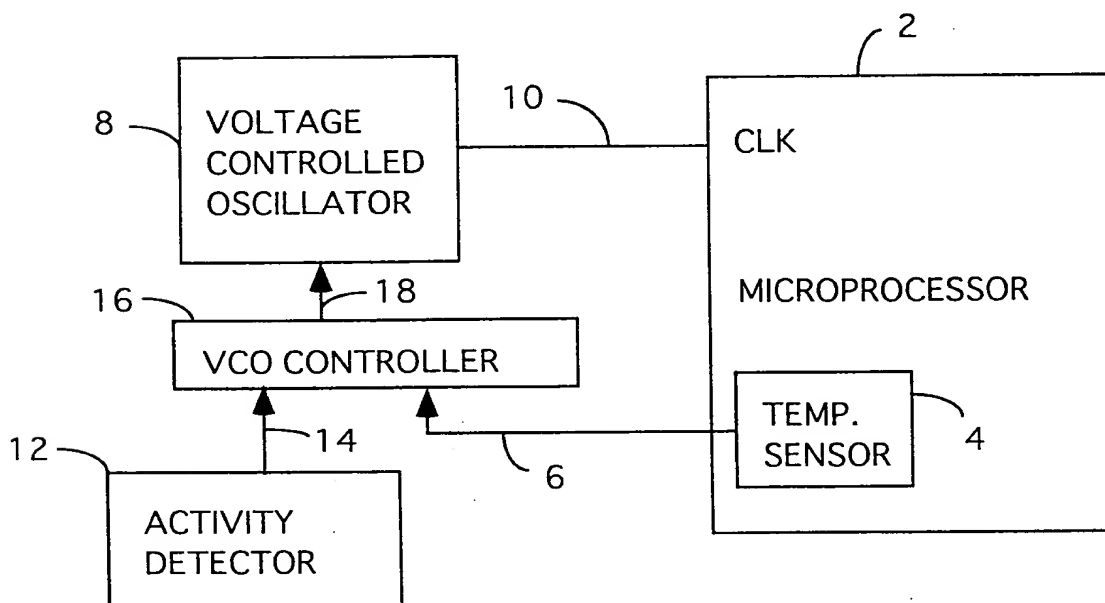 2
8
VOLTAGE
CONTROLLED
OSCILLATOR
10
CLK
16
18
MICROPROCESSOR
VCO CONTROLLER
TEMP.
SENSOR
4
12
14
6
ACTIVITY
DETECTOR